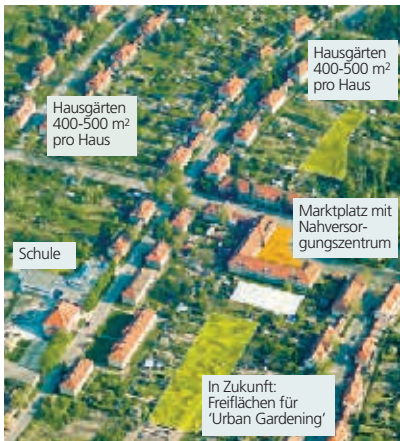 Hausgärten
400-500 m²
pro Haus
Hausgärten
400-500 m²
pro Haus
Marktplatz mit
Nahversor-
gungszentrum
Schule
In Zukunft:
Freiflächen für
‘Urban Gardening’